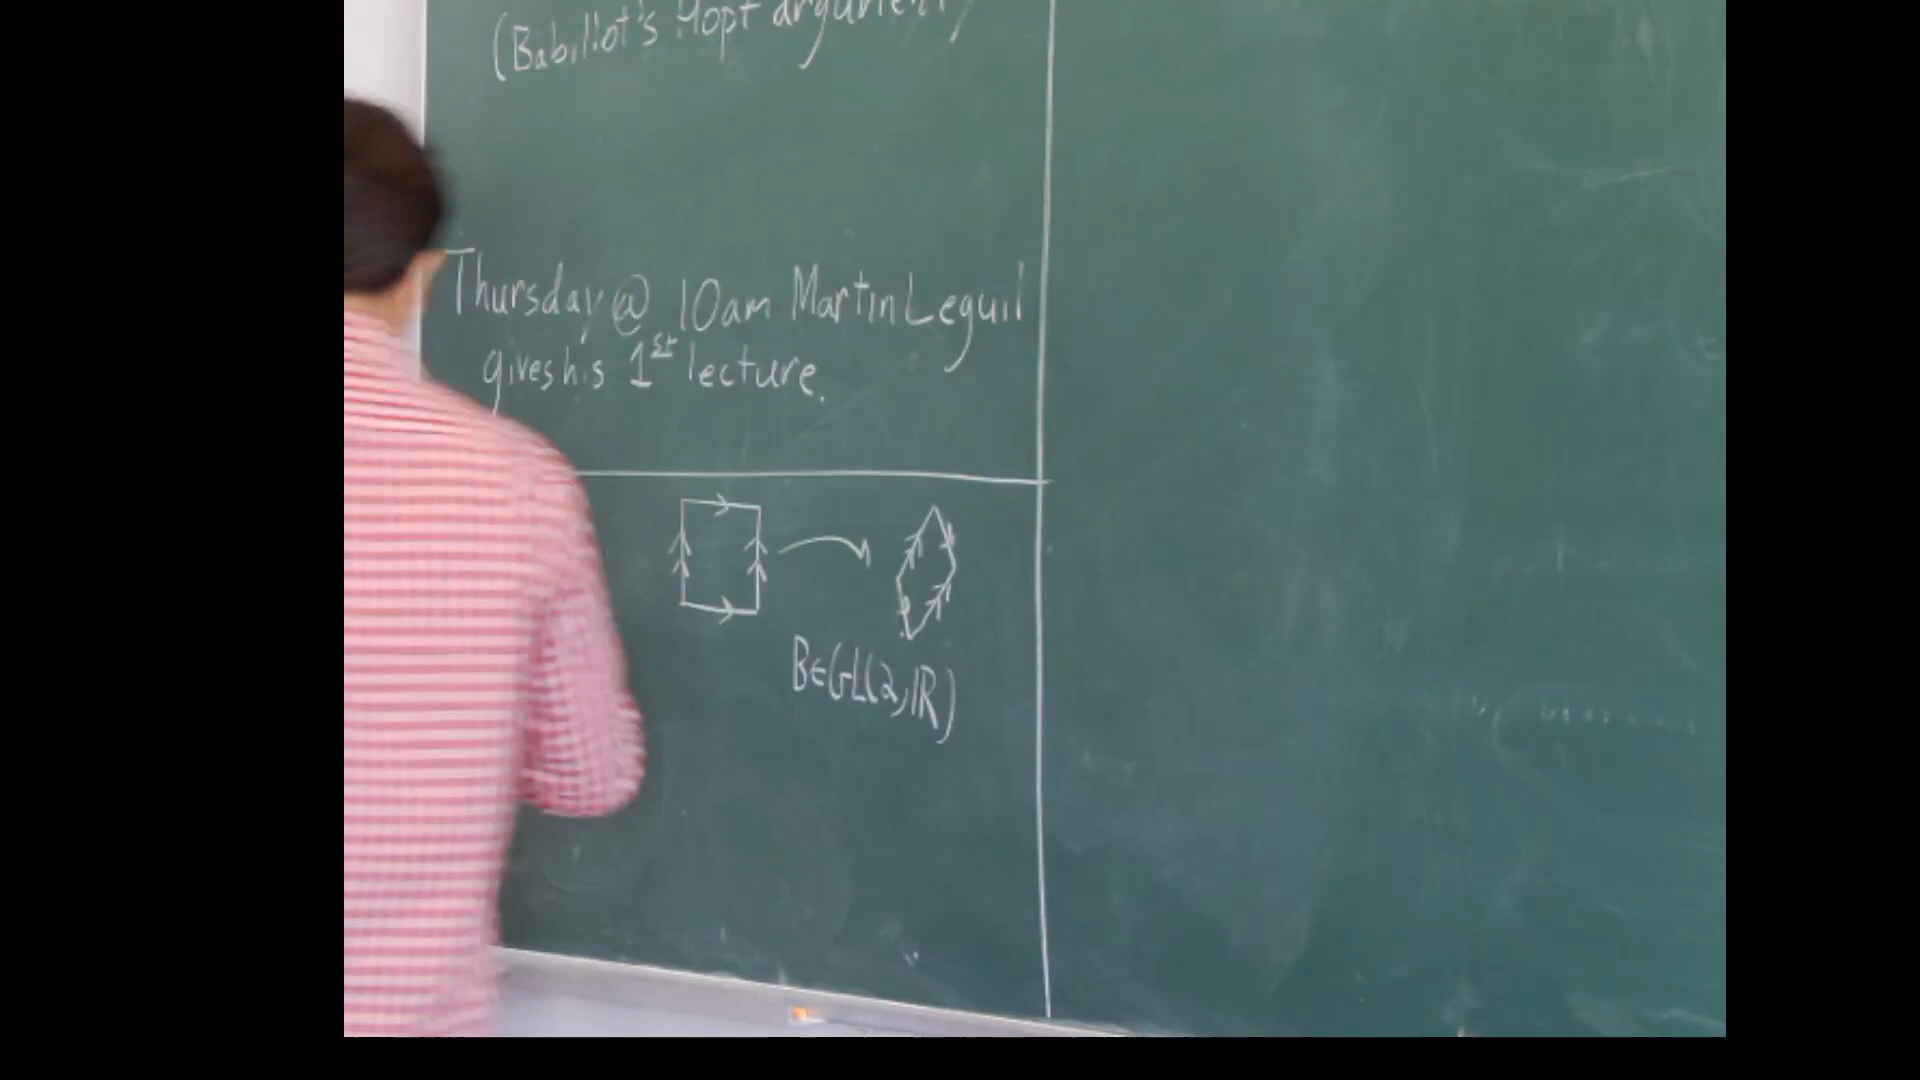 (Babillot's Hopf argument)
Thursday @ 10am Martin Leguil
gives his 1st lecture.
B∈GL(2,ℝ)